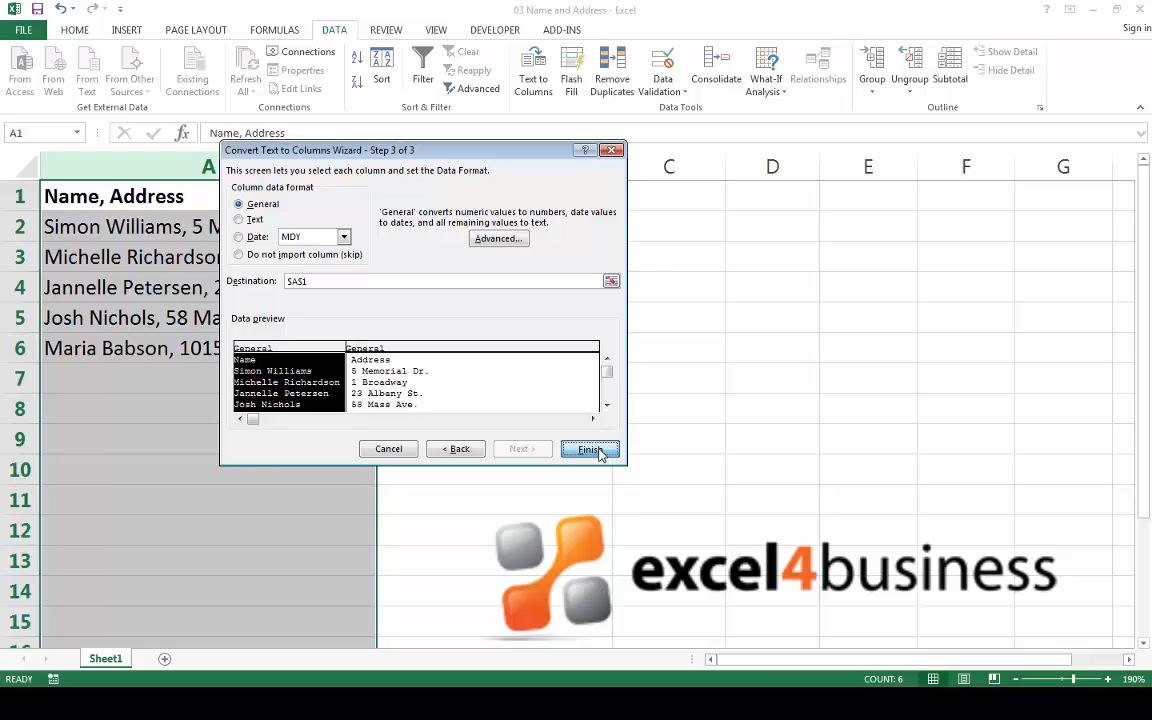 03 Name and Address - Excel
Sign in
FILE HOME INSERT PAGE LAYOUT FORMULAS DATA REVIEW VIEW DEVELOPER ADD-INS
From Access
From Web
From Text
From Other Sources
Existing Connections
Refresh All
Connections
Properties
Edit Links
Sort
Filter
Clear
Reapply
Advanced
Text to Columns
Flash Fill
Remove Duplicates
Data Validation
Consolidate
What-If Analysis
Relationships
Group
Ungroup
Subtotal
Show Detail
Hide Detail
Get External Data
Connections
Sort & Filter
Data Tools
Outline
A1
fx
Name, Address
A C D E F G
1 Name, Address
2 Simon Williams, 5 M
3 Michelle Richardson
4 Jannelle Petersen, 2
5 Josh Nichols, 58 Ma
6 Maria Babson, 1015
7
8
9
10
11
12
13
14
15
Convert Text to Columns Wizard - Step 3 of 3
This screen lets you select each column and set the Data Format.
Column data format
General
Text
Date: MDY
Do not import column (skip)
'General' converts numeric values to numbers, date values
to dates, and all remaining values to text.
Advanced...
Destination: $A$1
Data preview
General General
Name Address
Simon Williams 5 Memorial Dr.
Michelle Richardson 1 Broadway
Jannelle Petersen 23 Albany St.
Josh Nichols 58 Mass Ave.
Cancel < Back Next > Finish
excel4business
Sheet1
READY
COUNT: 6
190%